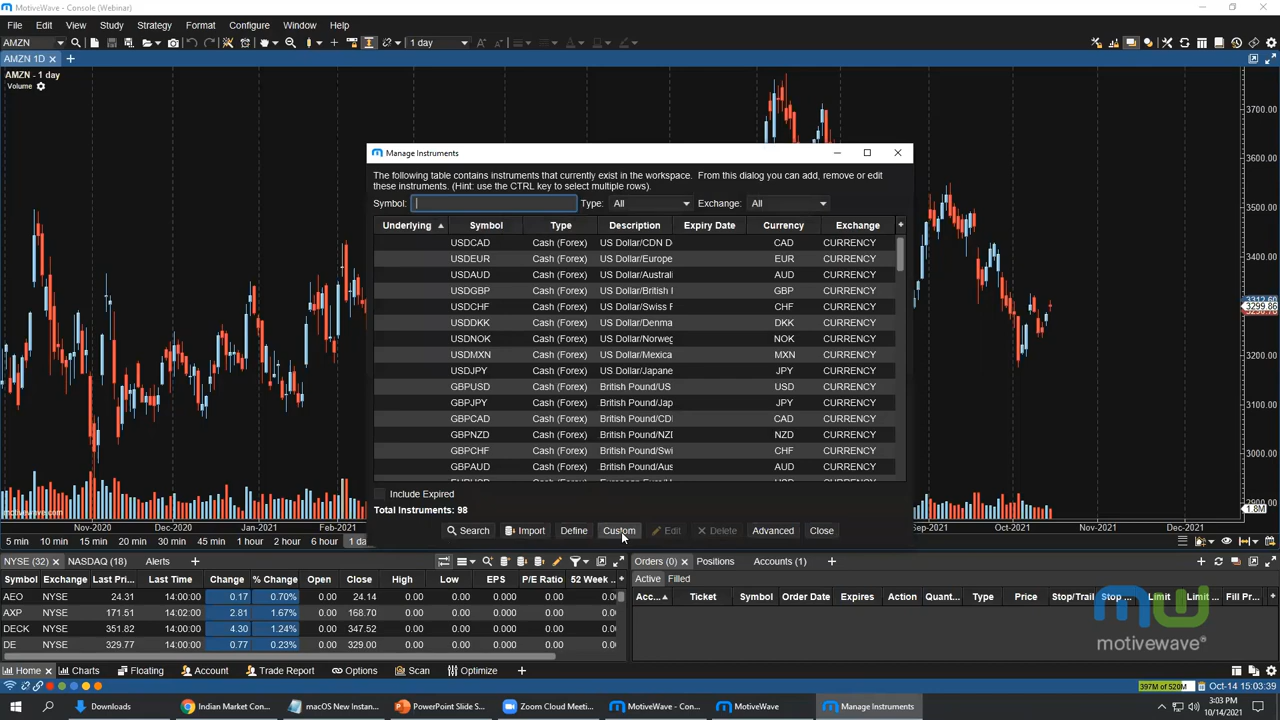 MotiveWave - Console (Webinar)
File Edit View Study Strategy Format Configure Window Help
AMZN 1 day
AMZN 1D
AMZN - 1 day
Volume
3700.00
3600.00
3400.00
3312.60
3299.86
3200.00
3100.00
3000.00
2900.00
1.8M
Manage Instruments
The following table contains instruments that currently exist in the workspace. From this dialog you can add, remove or edit
these instruments. (Hint: use the CTRL key to select multiple rows).
Symbol: Type: All Exchange: All
Underlying Symbol Type Description Expiry Date Currency Exchange
USDCAD Cash (Forex) US Dollar/CDN D CAD CURRENCY
USDEUR Cash (Forex) US Dollar/Europe EUR CURRENCY
USDAUD Cash (Forex) US Dollar/Australi AUD CURRENCY
USDGBP Cash (Forex) US Dollar/British GBP CURRENCY
USDCHF Cash (Forex) US Dollar/Swiss F CHF CURRENCY
USDDKK Cash (Forex) US Dollar/Denma DKK CURRENCY
USDNOK Cash (Forex) US Dollar/Norweg NOK CURRENCY
USDMXN Cash (Forex) US Dollar/Mexica MXN CURRENCY
USDJPY Cash (Forex) US Dollar/Japane JPY CURRENCY
GBPUSD Cash (Forex) British Pound/US USD CURRENCY
GBPJPY Cash (Forex) British Pound/Jap JPY CURRENCY
GBPCAD Cash (Forex) British Pound/CDI CAD CURRENCY
GBPNZD Cash (Forex) British Pound/NZD NZD CURRENCY
GBPCHF Cash (Forex) British Pound/Swi CHF CURRENCY
GBPAUD Cash (Forex) British Pound/Aus AUD CURRENCY
Include Expired
Total Instruments: 98
Search Import Define Custom Edit Delete Advanced Close
motivewave.com
Nov-2020 Dec-2020 Jan-2021 Feb-2021 Sep-2021 Oct-2021 Nov-2021 Dec-2021
5 min 10 min 15 min 30 min 45 min 1 hour 2 hour 6 hour 1 da
NYSE (32) NASDAQ (18) Alerts
Symbol Exchange Last Pri... Last Time Change % Change Open Close High Low EPS P/E Ratio 52 Week ...
AEO NYSE 24.31 14:00:00 0.17 0.70% 0.00 24.14 0.00 0.00 0.000 0.000 0.00
AXP NYSE 171.51 14:02:00 2.81 1.67% 0.00 168.70 0.00 0.00 0.000 0.000 0.00
DECK NYSE 351.82 14:00:00 4.30 1.24% 0.00 347.52 0.00 0.00 0.000 0.000 0.00
DE NYSE 329.77 14:00:00 0.77 0.23% 0.00 329.00 0.00 0.00 0.000 0.000 0.00
Orders (0) Positions Accounts (1)
Active Filled
Acc... Ticket Symbol Order Date Expires Action Quant... Type Price Stop/Trail Stop ... Limit Limit ... Fill Pr...
motivewave®
Home Charts Floating Account Trade Report Options Scan Optimize
397M of 520M Oct-14 15:03:39
Downloads Indian Market Con... macOS New Instan... PowerPoint Slide S... Zoom Cloud Meetin... MotiveWave - Con... MotiveWave Manage Instruments
3:03 PM
10/14/2021